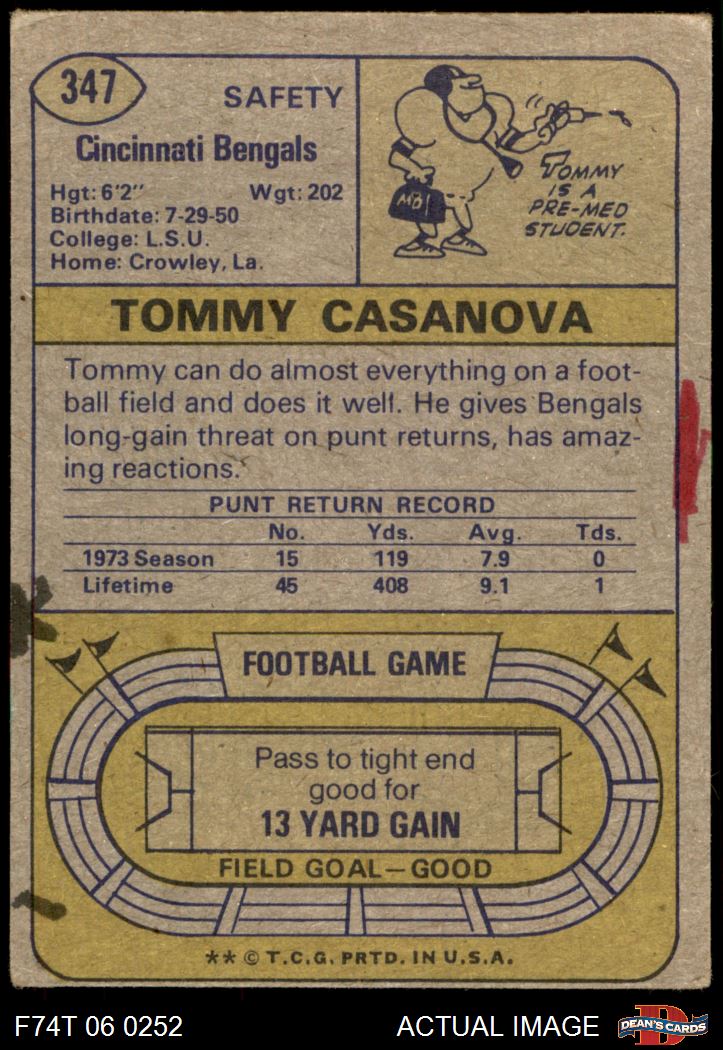 347
SAFETY
Cincinnati Bengals
Hgt: 6'2" Wgt: 202
Birthdate: 7-29-50
College: L.S.U.
Home: Crowley, La.
MD
TOMMY
IS A
PRE-MED
STUDENT.
TOMMY CASANOVA
Tommy can do almost everything on a foot-
ball field and does it well. He gives Bengals
long-gain threat on punt returns, has amaz-
ing reactions.
PUNT RETURN RECORD
No. Yds. Avg. Tds.
1973 Season 15 119 7.9 0
Lifetime 45 408 9.1 1
FOOTBALL GAME
Pass to tight end
good for
13 YARD GAIN
FIELD GOAL—GOOD
** © T.C.G. PRTD. IN U.S.A.
F74T 06 0252 ACTUAL IMAGE
D
DEAN'S CARDS